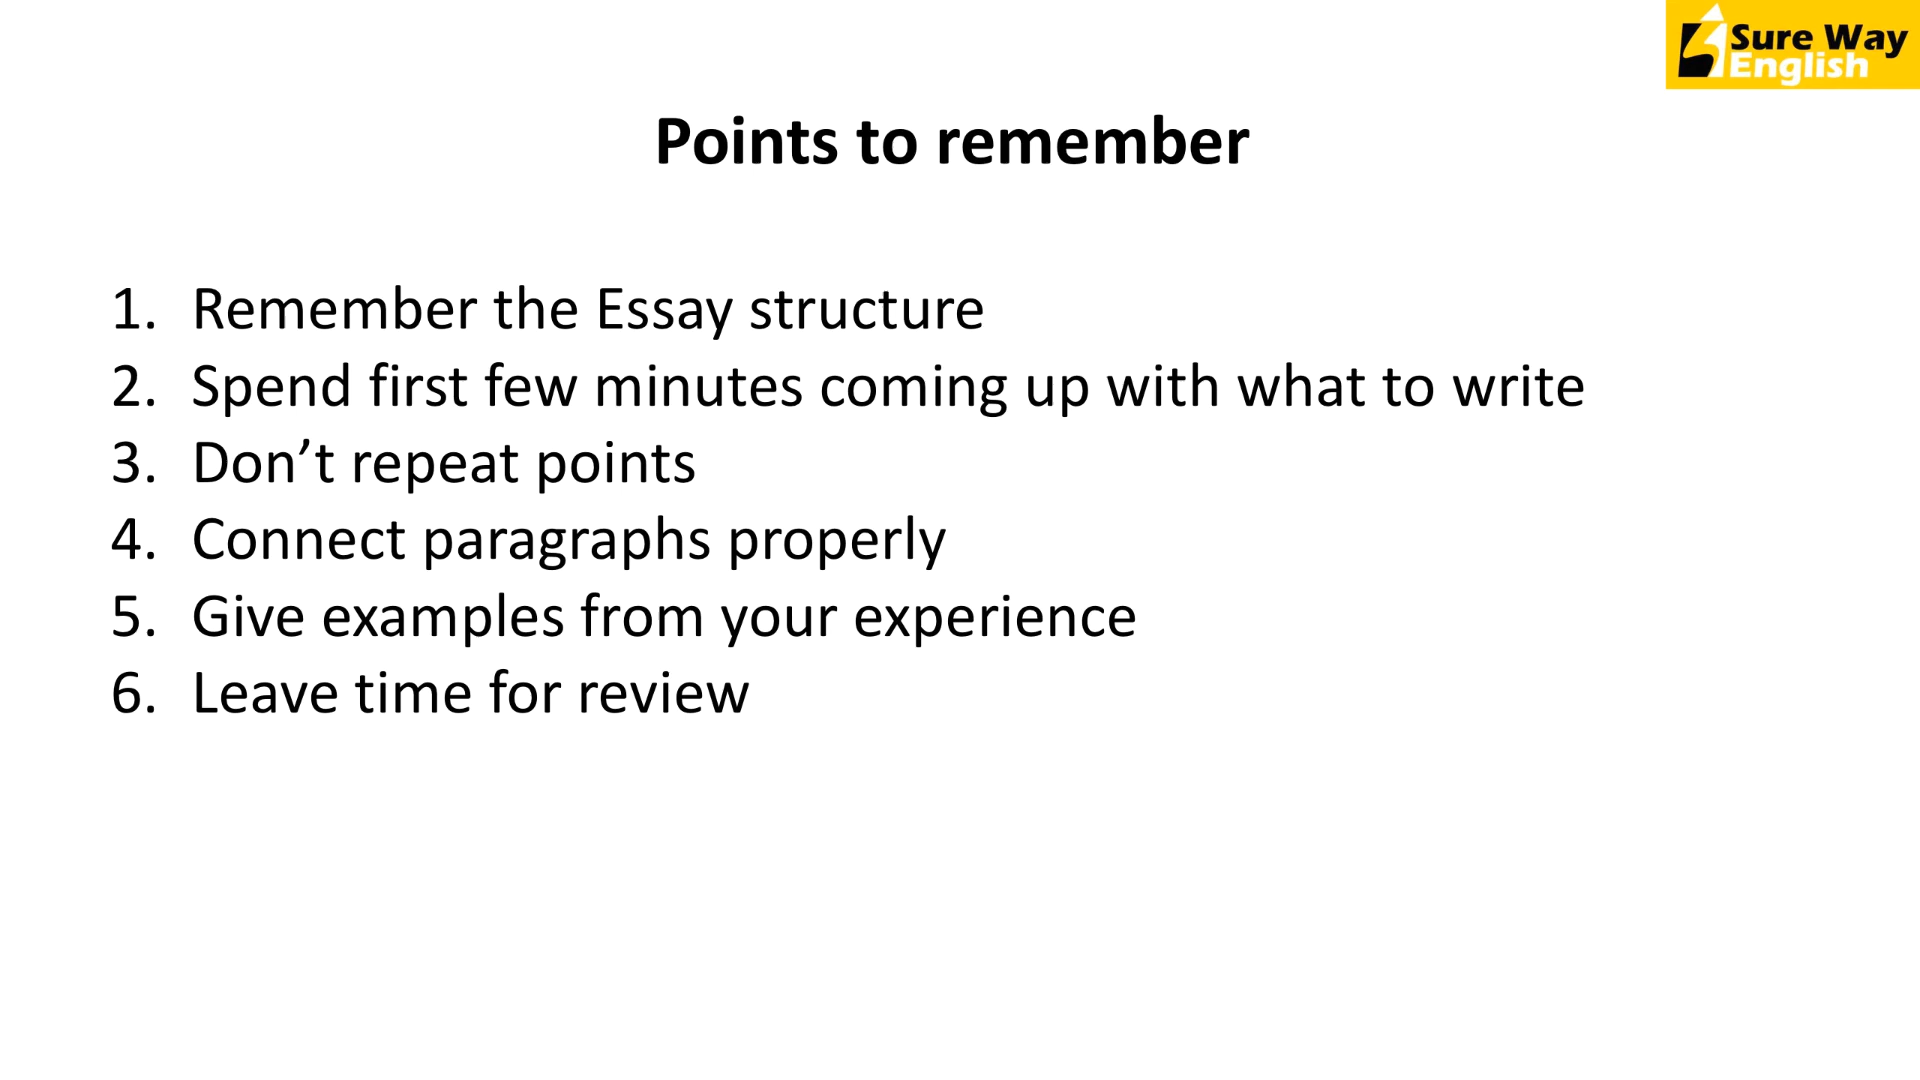 Sure Way
English
Points to remember
1. Remember the Essay structure
2. Spend first few minutes coming up with what to write
3. Don’t repeat points
4. Connect paragraphs properly
5. Give examples from your experience
6. Leave time for review